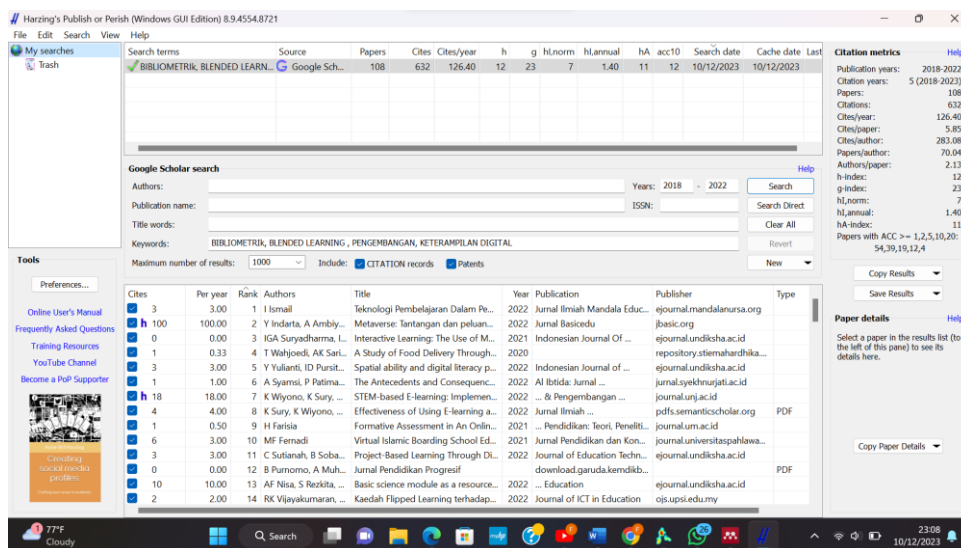 Harzing's Publish or Perish (Windows GUI Edition) 8.9.4554.8721
File Edit Search View Help
My searches
Trash
Search terms Source Papers Cites Cites/year h g hI,norm hI,annual hA acc10 Search date Cache date Last
BIBLIOMETRIk, BLENDED LEARN... Google Sch... 108 632 126.40 12 23 7 1.40 11 12 10/12/2023 10/12/2023
Google Scholar search Help
Authors: Years: 2018 - 2022 Search
Publication name: ISSN: Search Direct
Title words: Clear All
Keywords: BIBLIOMETRIk, BLENDED LEARNING , PENGEMBANGAN, KETERAMPILAN DIGITAL Revert
Maximum number of results: 1000 Include: CITATION records Patents New
Tools
Preferences...
Online User's Manual
Frequently Asked Questions
Training Resources
YouTube Channel
Become a PoP Supporter
Creating
social media
profiles
Cites Per year Rank Authors Title Year Publication Publisher Type
3 3.00 1 I Ismail Teknologi Pembelajaran Dalam Pe... 2022 Jurnal Ilmiah Mandala Educ... ejournal.mandalanursa.org
h 100 100.00 2 Y Indarta, A Ambiy... Metaverse: Tantangan dan peluan... 2022 Jurnal Basicedu jbasic.org
0 0.00 3 IGA Suryadharma, I... Interactive Learning: The Use of M... 2021 Indonesian Journal Of ... ejournal.undiksha.ac.id
1 0.33 4 T Wahjoedi, AK Sari... A Study of Food Delivery Through... 2020 repository.stiemahardhika...
3 3.00 5 Y Yulianti, ID Pursit... Spatial ability and digital literacy p... 2022 Indonesian Journal of ... ejournal.undiksha.ac.id
1 1.00 6 A Syamsi, P Patima... The Antecedents and Consequenc... 2022 Al Ibtida: Jurnal ... jurnal.syekhnurjati.ac.id
h 18 18.00 7 K Wiyono, K Sury, ... STEM-based E-learning: Implemen... 2022 ... & Pengembangan ... journal.unj.ac.id
4 4.00 8 K Sury, K Wiyono, ... Effectiveness of Using E-learning a... 2022 Jurnal Ilmiah ... pdfs.semanticscholar.org PDF
1 0.50 9 H Farisia Formative Assessment in An Onlin... 2021 ... Pendidikan: Teori, Peneliti... journal.um.ac.id
6 3.00 10 MF Fernadi Virtual Islamic Boarding School Ed... 2021 Jurnal Pendidikan dan Kon... journal.universitaspahlawa...
3 3.00 11 C Sutianah, B Soba... Project-Based Learning Through Di... 2022 Journal of Education Techn... ejournal.undiksha.ac.id
0 0.00 12 B Purnomo, A Muh... Jurnal Pendidikan Progresif download.garuda.kemdikb... PDF
10 10.00 13 AF Nisa, S Rezkita, ... Basic science module as a resource... 2022 ... Education ejournal.undiksha.ac.id
2 2.00 14 RK Vijayakumaran, ... Kaedah Flipped Learning terhadap... 2022 Journal of ICT in Education ojs.upsi.edu.my
Citation metrics Help
Publication years: 2018-2022
Citation years: 5 (2018-2023)
Papers: 108
Citations: 632
Cites/year: 126.40
Cites/paper: 5.85
Cites/author: 283.08
Papers/author: 70.04
Authors/paper: 2.13
h-index: 12
g-index: 23
hI,norm: 7
hI,annual: 1.40
hA-index: 11
Papers with ACC >= 1,2,5,10,20:
54,39,19,12,4
Copy Results
Save Results
Paper details Help
Select a paper in the results list (to
the left of this pane) to see its
details here.
Copy Paper Details
1
77°F
Cloudy
Search
26
23:08
10/12/2023